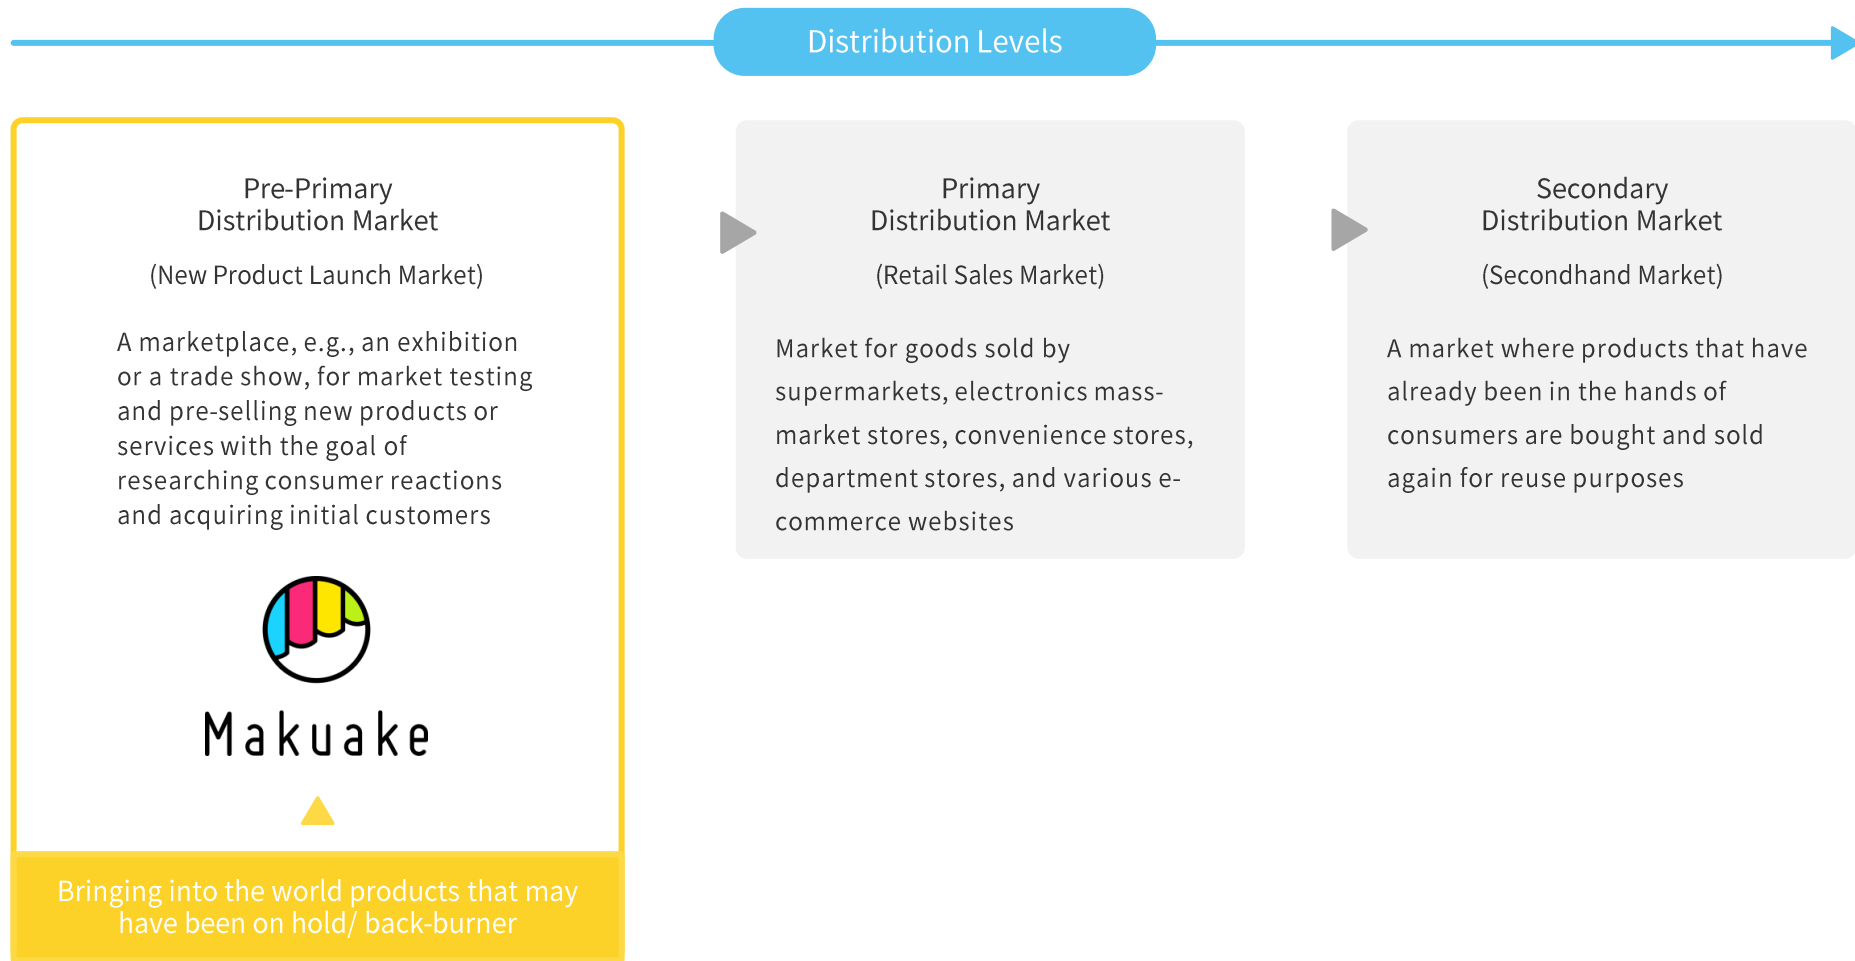 Distribution Levels
Pre-Primary
Distribution Market
(New Product Launch Market)
A marketplace, e.g., an exhibition
or a trade show, for market testing
and pre-selling new products or
services with the goal of
researching consumer reactions
and acquiring initial customers
Makuake
Bringing into the world products that may
have been on hold/ back-burner
Primary
Distribution Market
(Retail Sales Market)
Market for goods sold by
supermarkets, electronics mass-
market stores, convenience stores,
department stores, and various e-
commerce websites
Secondary
Distribution Market
(Secondhand Market)
A market where products that have
already been in the hands of
consumers are bought and sold
again for reuse purposes